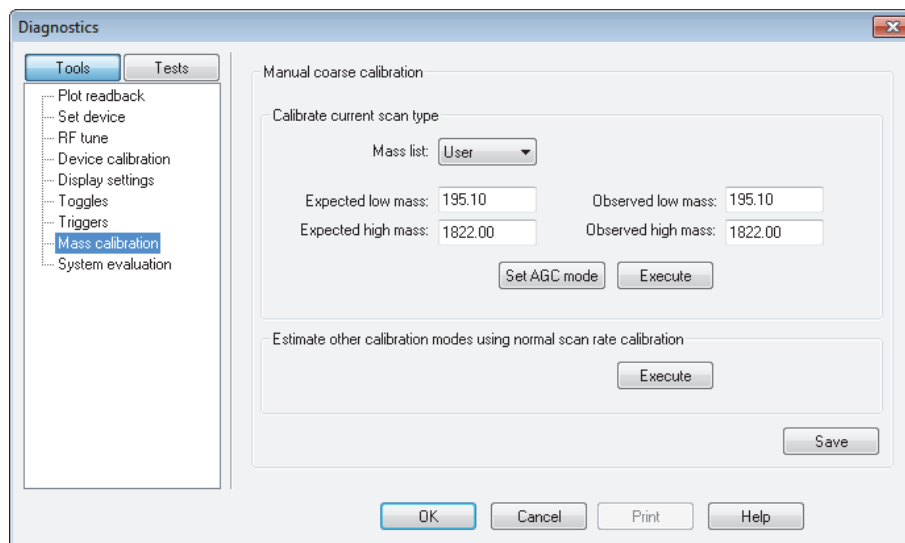 Diagnostics
Tools Tests
Plot readback
Set device
RF tune
Device calibration
Display settings
Toggles
Triggers
Mass calibration
System evaluation
Manual coarse calibration
Calibrate current scan type
Mass list: User
Expected low mass: 195.10 Observed low mass: 195.10
Expected high mass: 1822.00 Observed high mass: 1822.00
Set AGC mode Execute
Estimate other calibration modes using normal scan rate calibration
Execute
Save
OK Cancel Print Help